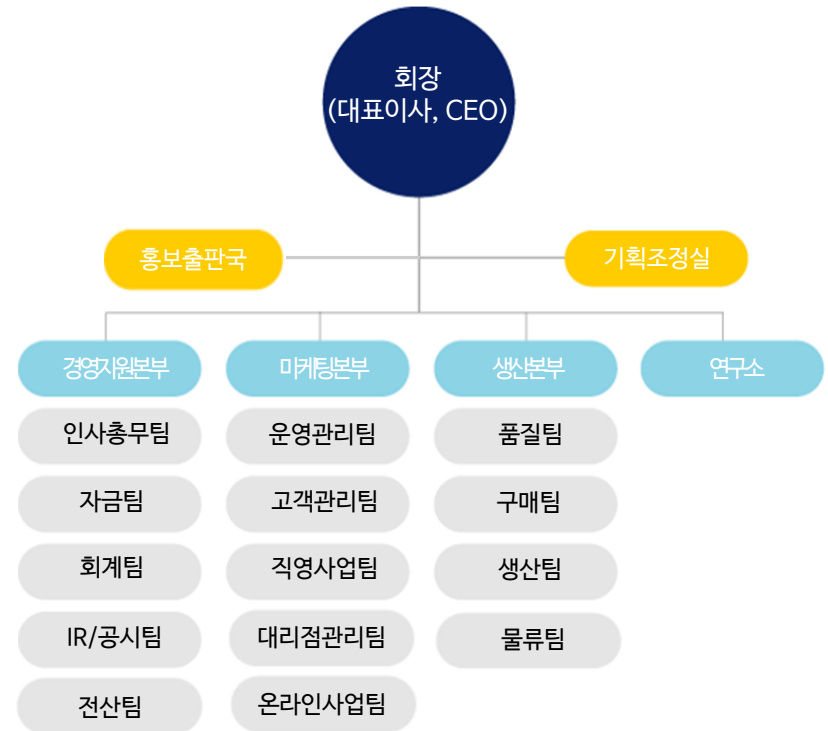 회장
(대표이사, CEO)
홍보출판국
기획조정실
경영지원본부
마케팅본부
생산본부
연구소
인사총무팀
운영관리팀
품질팀
자금팀
고객관리팀
구매팀
회계팀
직영사업팀
생산팀
IR/공시팀
대리점관리팀
물류팀
전산팀
온라인사업팀